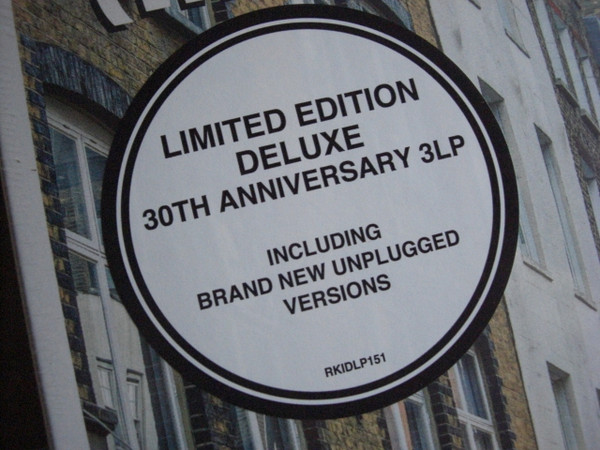 LIMITED EDITION
DELUXE
30TH ANNIVERSARY 3LP
INCLUDING
BRAND NEW UNPLUGGED
VERSIONS
RKIDLP151